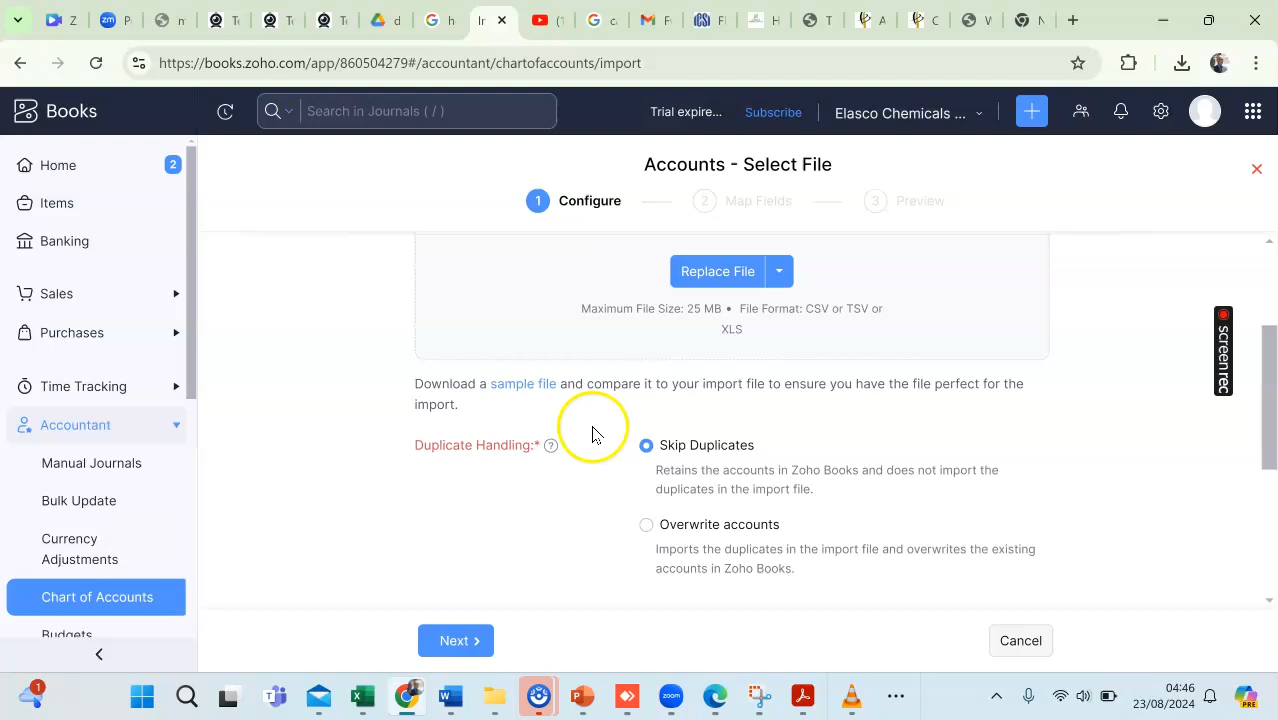 https://books.zoho.com/app/860504279#/accountant/chartofaccounts/import
Books
Search in Journals ( / )
Trial expire...
Subscribe
Elasco Chemicals ...
Home
2
Items
Banking
Sales
Purchases
Time Tracking
Accountant
Manual Journals
Bulk Update
Currency
Adjustments
Chart of Accounts
Budgets
Accounts - Select File
1 Configure
2 Map Fields
3 Preview
Replace File
Maximum File Size: 25 MB • File Format: CSV or TSV or
XLS
Download a sample file and compare it to your import file to ensure you have the file perfect for the
import.
Duplicate Handling:* ?
Skip Duplicates
Retains the accounts in Zoho Books and does not import the
duplicates in the import file.
Overwrite accounts
Imports the duplicates in the import file and overwrites the existing
accounts in Zoho Books.
Next
Cancel
screenrec
1
zoom
PRE
04:46
23/08/2024